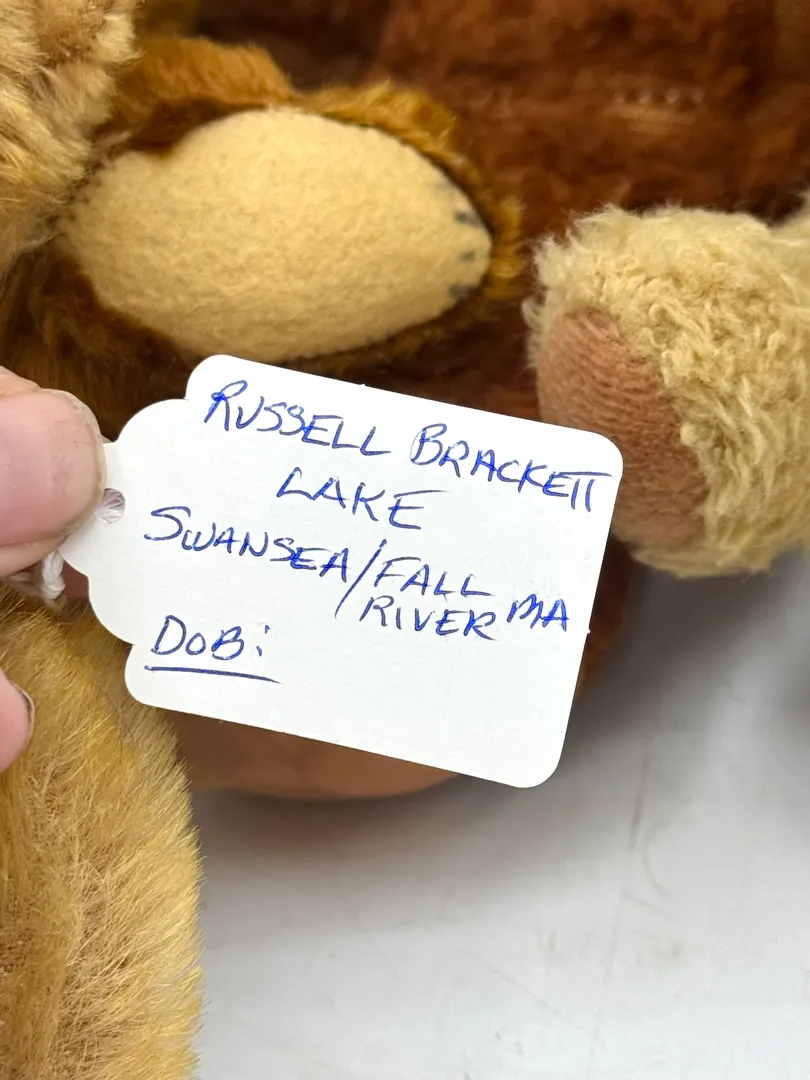 RUSSELL BRACKETT
LAKE
SWANSEA/FALL
RIVER MA
DOB: